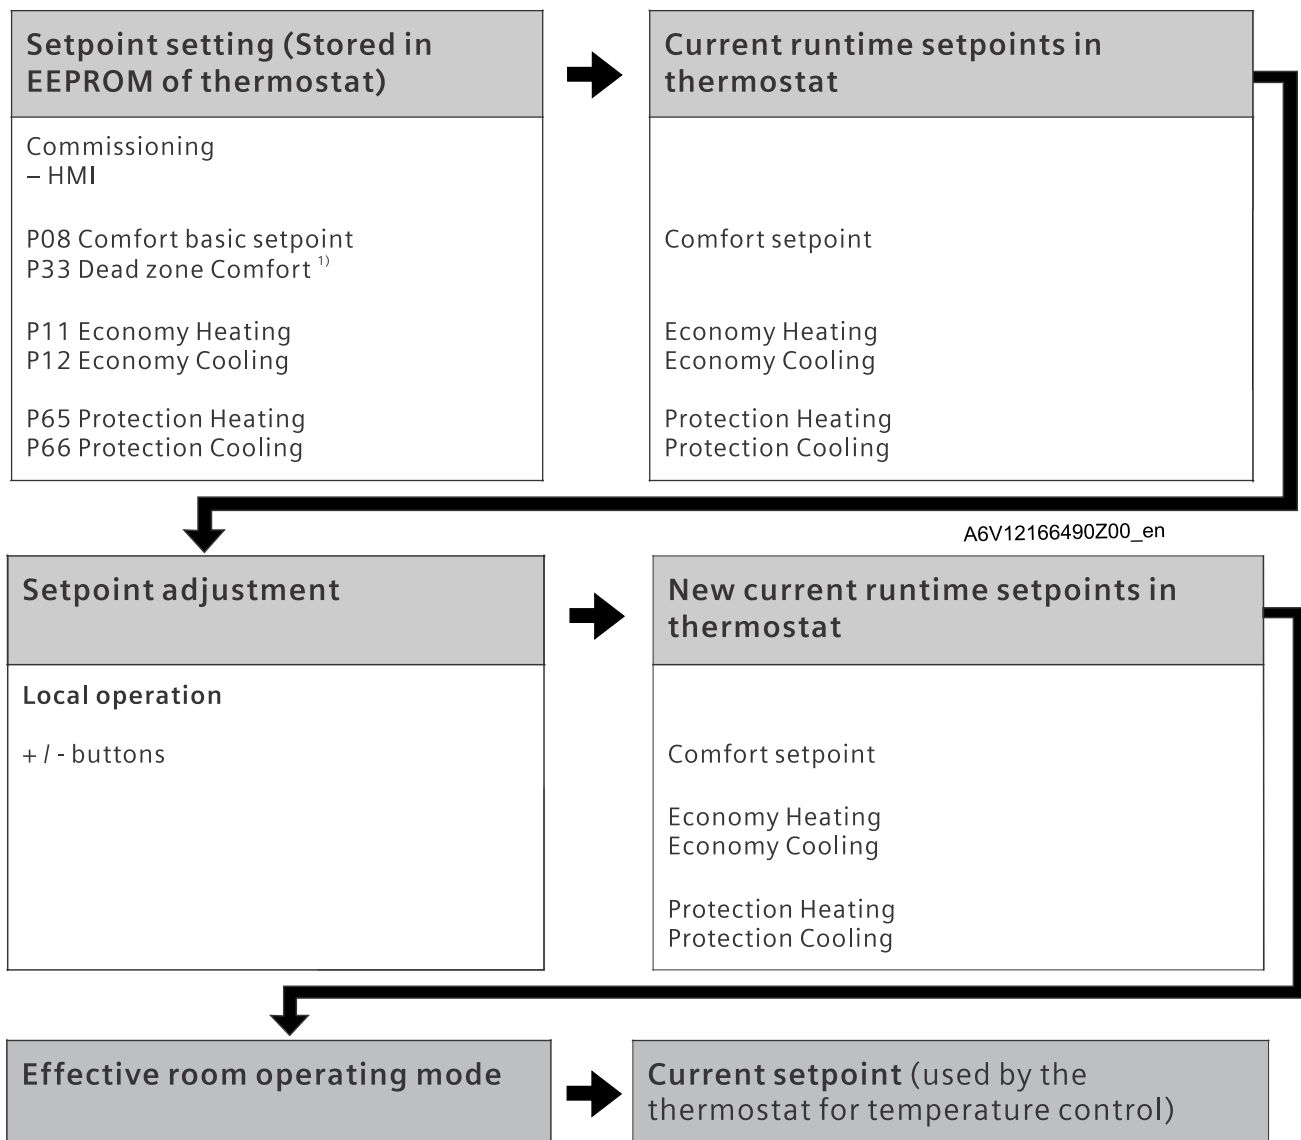 Setpoint setting (Stored in
EEPROM of thermostat)
Commissioning
– HMI
P08 Comfort basic setpoint
P33 Dead zone Comfort 1)
P11 Economy Heating
P12 Economy Cooling
P65 Protection Heating
P66 Protection Cooling
Current runtime setpoints in
thermostat
Comfort setpoint
Economy Heating
Economy Cooling
Protection Heating
Protection Cooling
A6V12166490Z00_en
Setpoint adjustment
Local operation
+ / - buttons
New current runtime setpoints in
thermostat
Comfort setpoint
Economy Heating
Economy Cooling
Protection Heating
Protection Cooling
Effective room operating mode
Current setpoint (used by the
thermostat for temperature control)